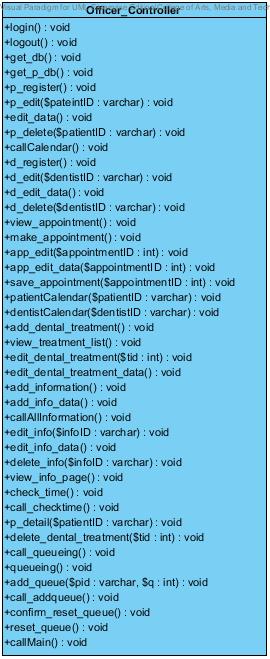 Visual Paradigm for UML of Arts, Media and Tec
Officer_Controller
+login() : void
+logout() : void
+get_db() : void
+get_p_db() : void
+p_register() : void
+p_edit($pateintID : varchar) : void
+edit_data() : void
+p_delete($patientID : varchar) : void
+callCalendar() : void
+d_register() : void
+d_edit($dentistID : varchar) : void
+d_edit_data() : void
+d_delete($dentistID : varchar) : void
+view_appointment() : void
+make_appointment() : void
+app_edit($appointmentID : int) : void
+app_edit_data($appointmentID : int) : void
+save_appointment($appointmentID : int) : void
+patientCalendar($patientID : varchar) : void
+dentistCalendar($dentistID : varchar) : void
+add_dental_treatment() : void
+view_treatment_list() : void
+edit_dental_treatment($tid : int) : void
+edit_dental_treatment_data() : void
+add_information() : void
+add_info_data() : void
+callAllInformation() : void
+edit_info($infoID : varchar) : void
+edit_info_data() : void
+delete_info($infoID : varchar) : void
+view_info_page() : void
+check_time() : void
+call_checktime() : void
+p_detail($patientID : varchar) : void
+delete_dental_treatment($tid : int) : void
+call_queueing() : void
+queueing() : void
+add_queue($pid : varchar, $q : int) : void
+call_addqueue() : void
+confirm_reset_queue() : void
+reset_queue() : void
+callMain() : void